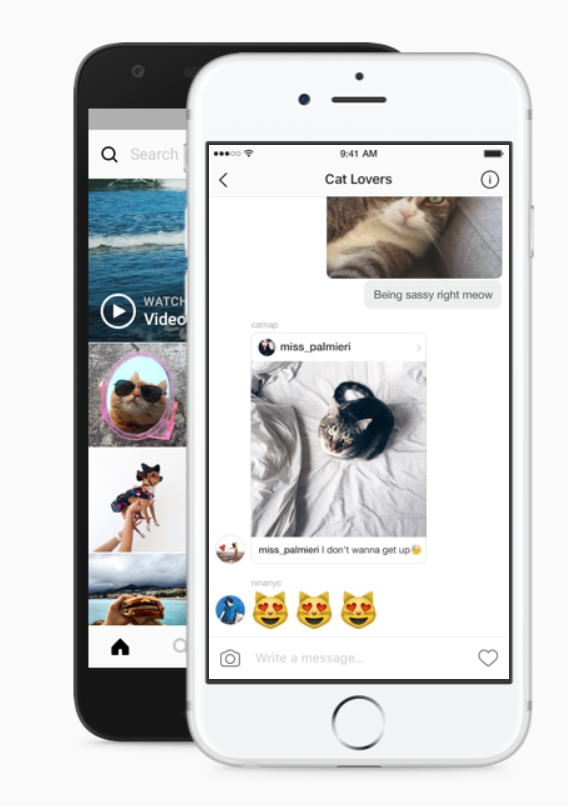 Search
WATCH
Video
9:41 AM
Cat Lovers
Being sassy right meow
catnap
miss_palmieri
miss_palmieri I don't wanna get up
ninanyc
Write a message...